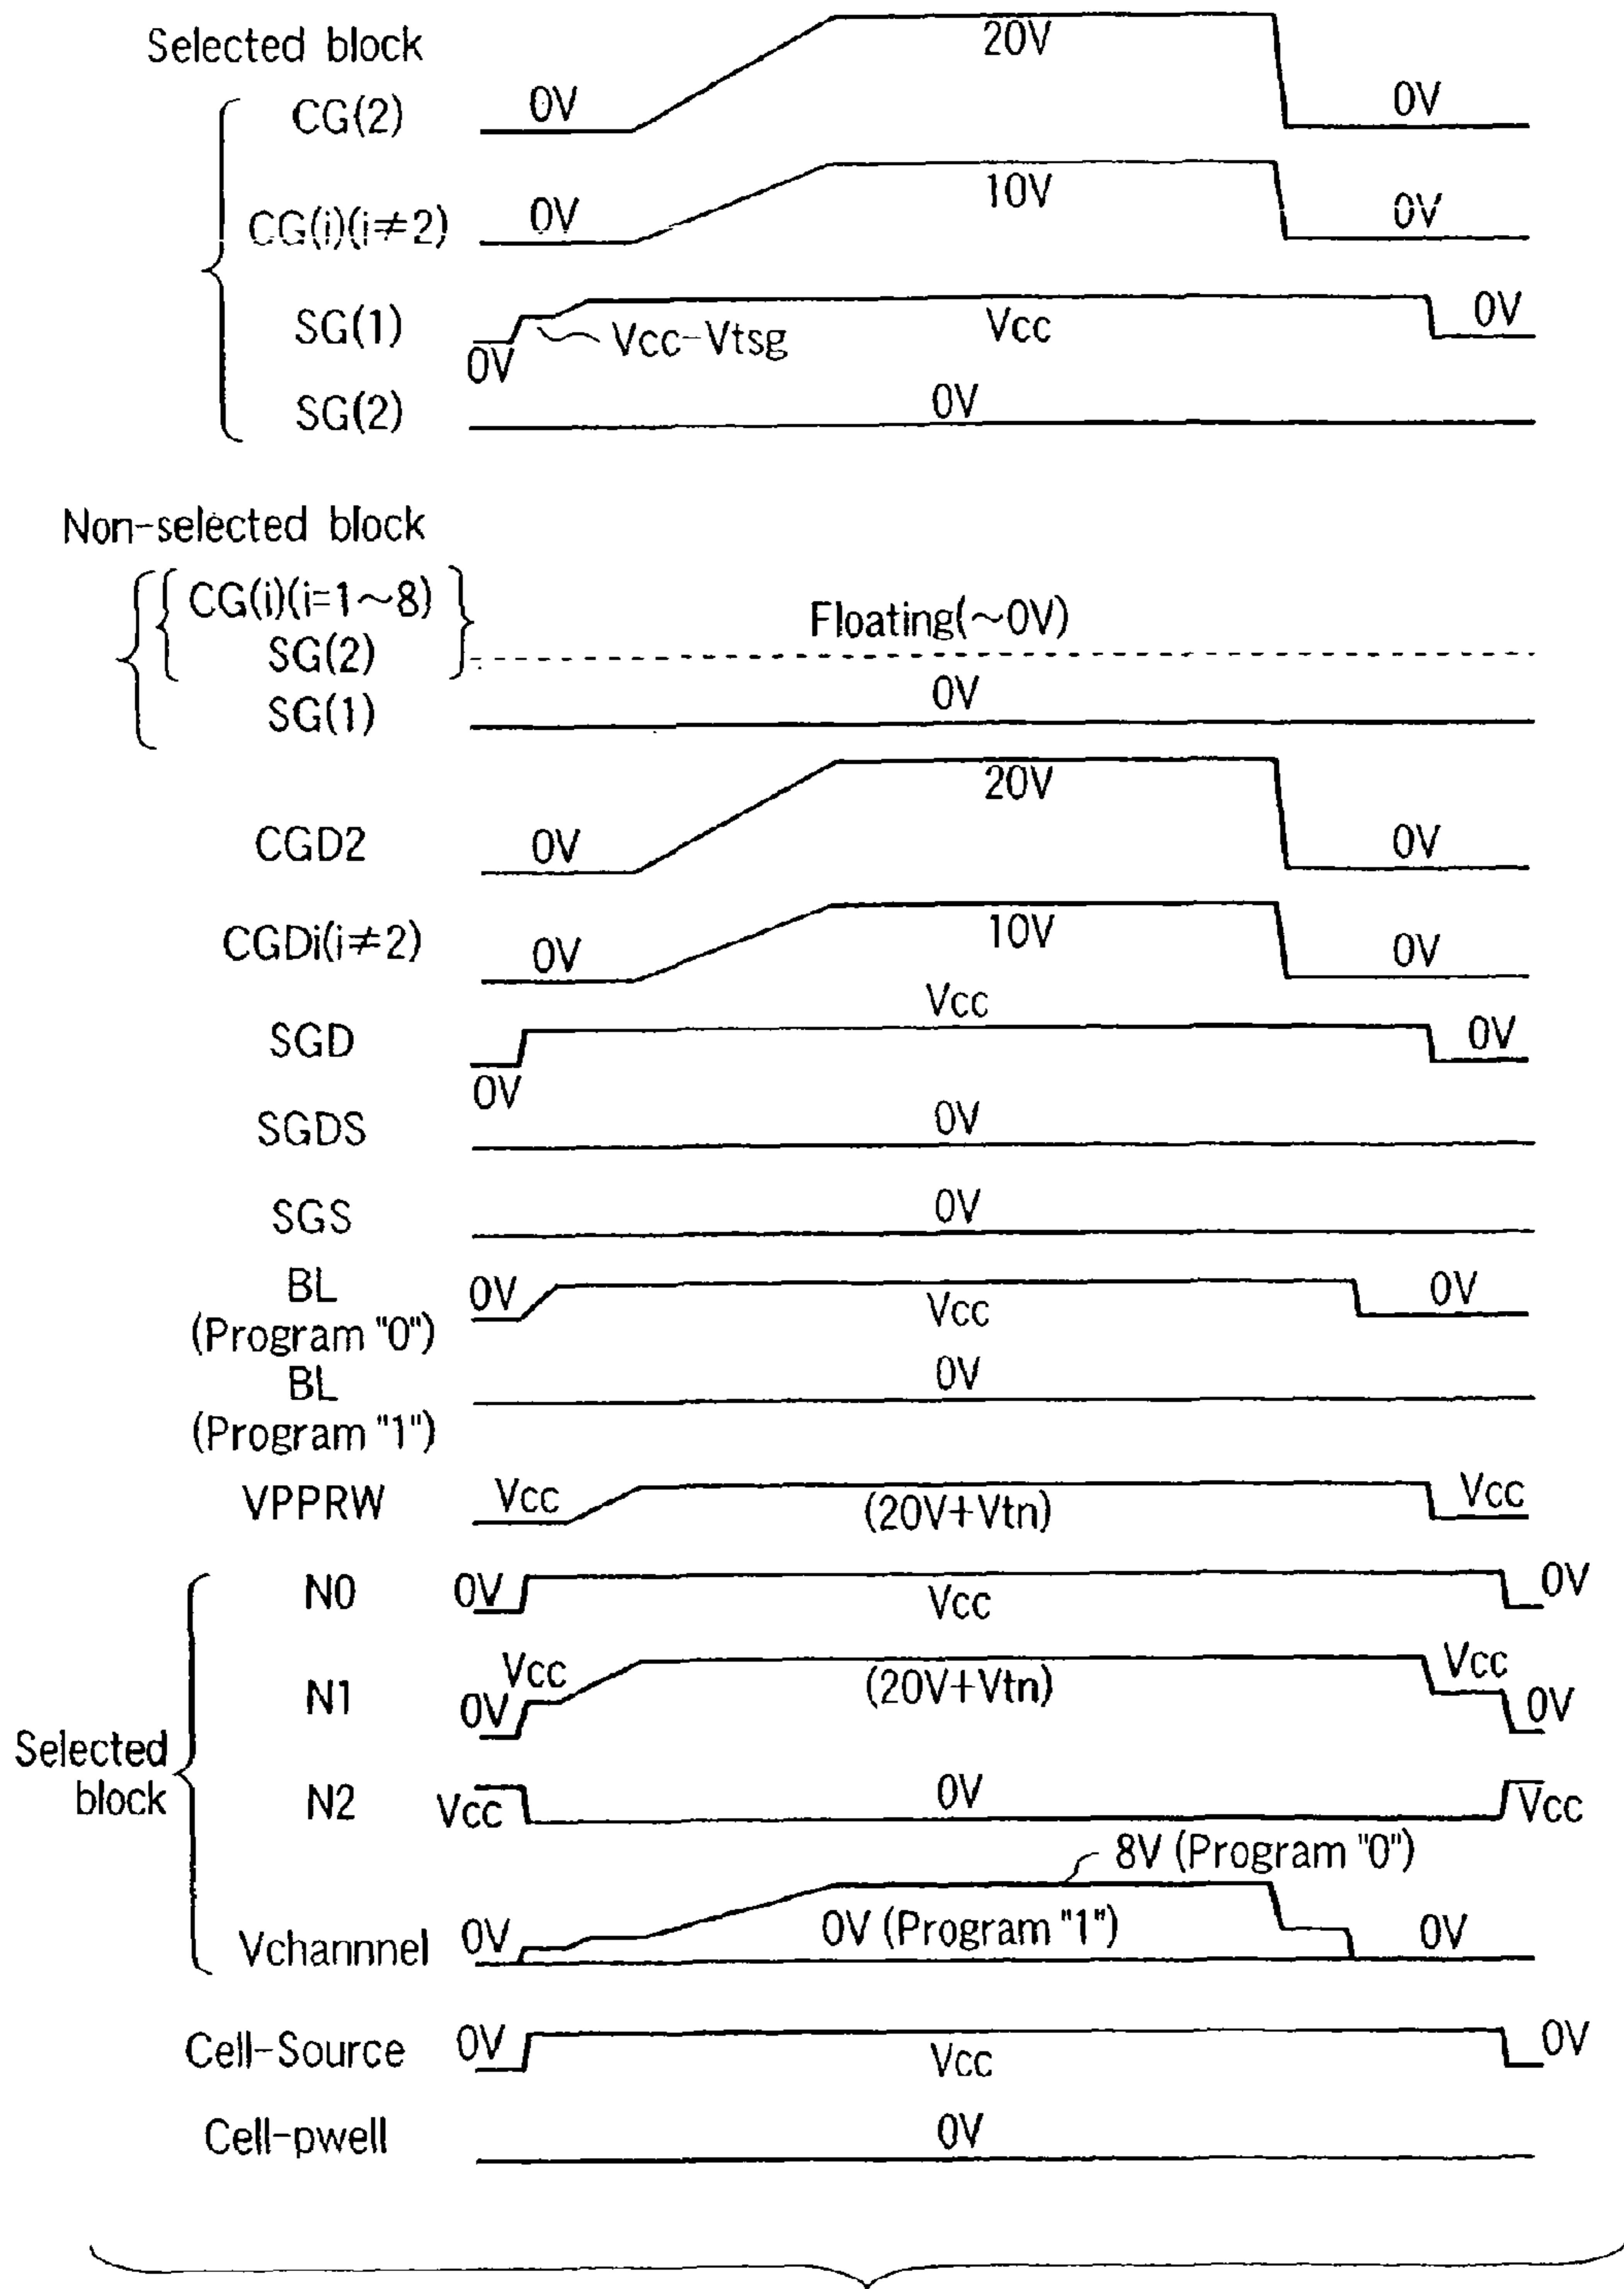 Selected block
20V
CG(2) 0V 0V
10V
CG(i)(i≠2) 0V 0V
SG(1) Vcc-Vtsg Vcc 0V
0V
SG(2) 0V
Non-selected block
CG(i)(i=1~8) Floating(~0V)
SG(2)
SG(1) 0V
20V
CGD2 0V 0V
CGDi(i≠2) 0V 10V 0V
Vcc
SGD 0V
0V
SGDS 0V
SGS 0V
BL 0V Vcc 0V
(Program "0")
BL 0V
(Program "1")
VPPRW Vcc (20V+Vtn) Vcc
N0 0V Vcc 0V
Vcc Vcc
N1 0V (20V+Vtn) 0V
Selected
block
N2 Vcc 0V Vcc
8V (Program "0")
Vchannnel 0V 0V (Program "1") 0V
Cell-Source 0V Vcc 0V
Cell-pwell 0V